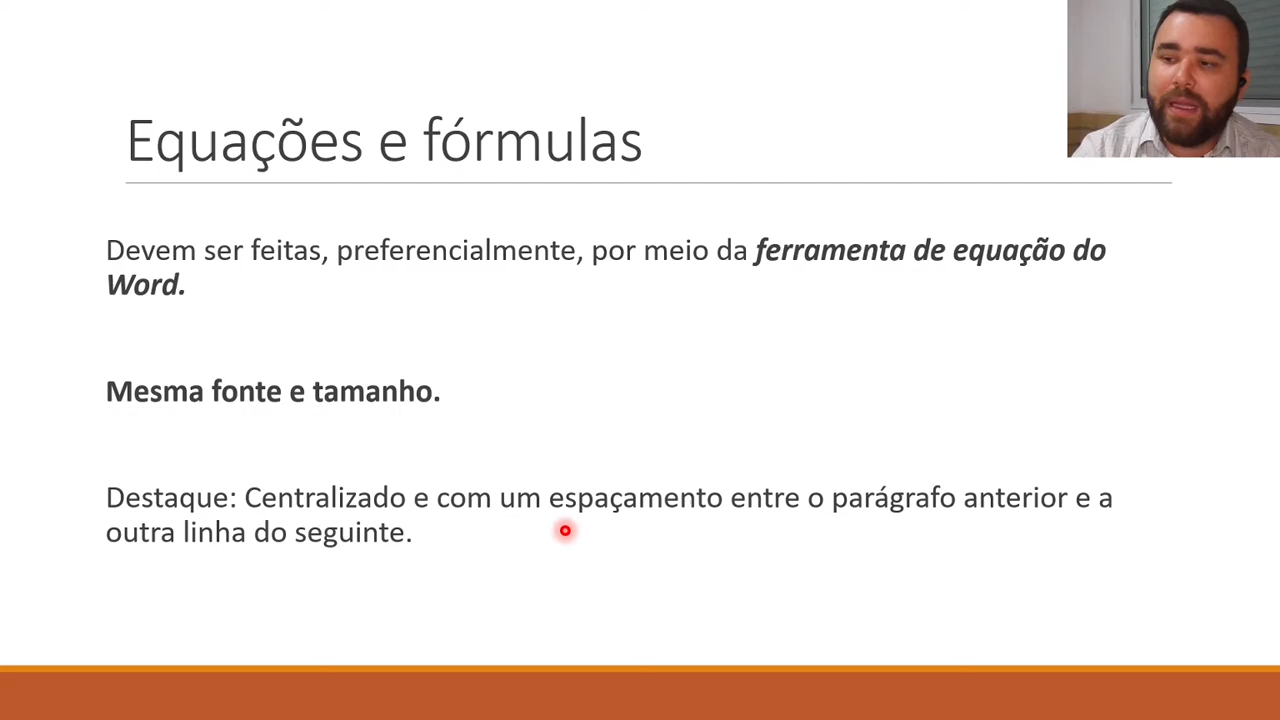 Equações e fórmulas
Devem ser feitas, preferencialmente, por meio da ferramenta de equação do
Word.
Mesma fonte e tamanho.
Destaque: Centralizado e com um espaçamento entre o parágrafo anterior e a
outra linha do seguinte.